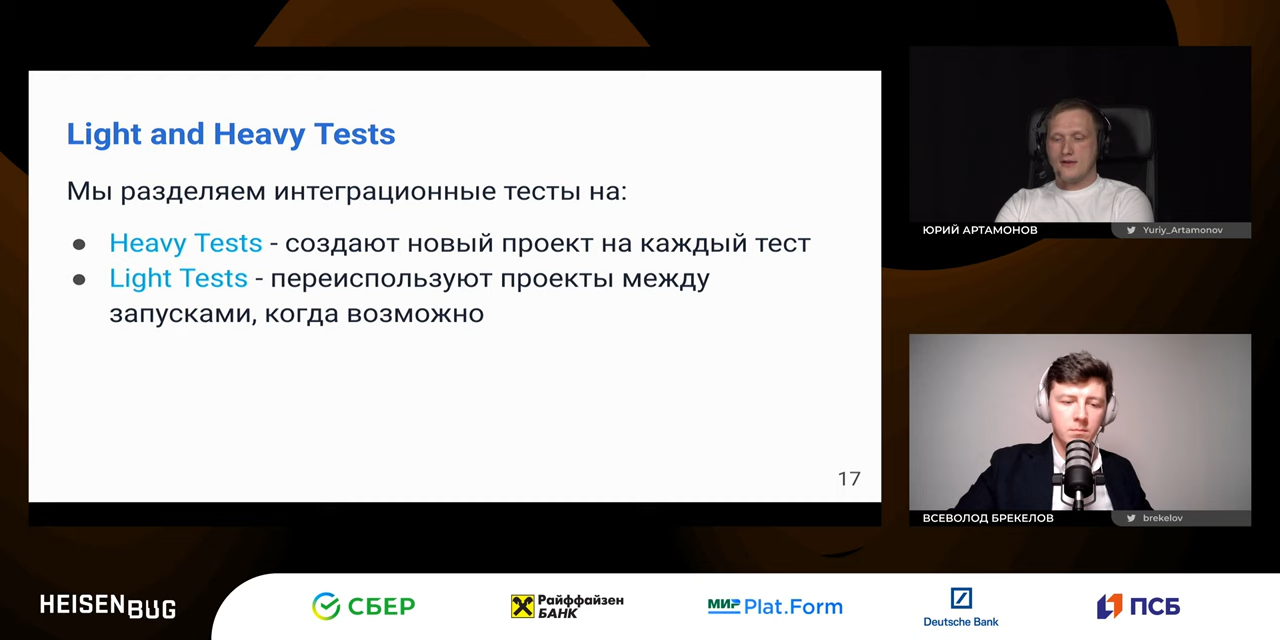 Light and Heavy Tests
Мы разделяем интеграционные тесты на:
● Heavy Tests - создают новый проект на каждый тест
● Light Tests - переиспользуют проекты между
запусками, когда возможно
17
ЮРИЙ АРТАМОНОВ
Yuriy_Artamonov
ВСЕВОЛОД БРЕКЕЛОВ
brekelov
HEISENBUG
СБЕР
Райффайзен
БАНК
МИР Plat.Form
Deutsche Bank
ПСБ